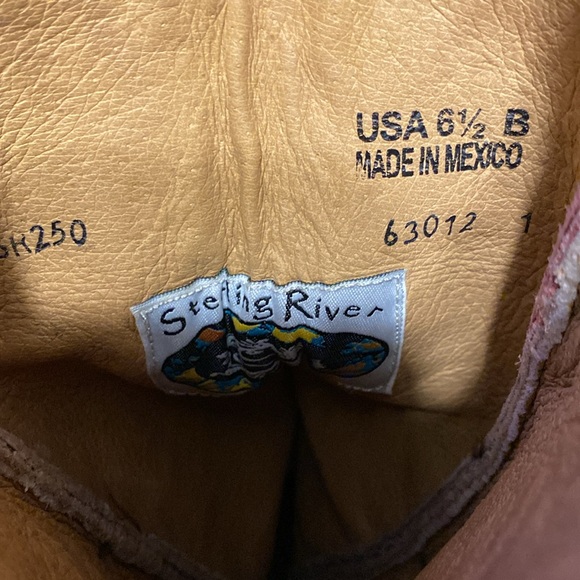 USA 6½ B
MADE IN MEXICO
63012 1
Sterling River